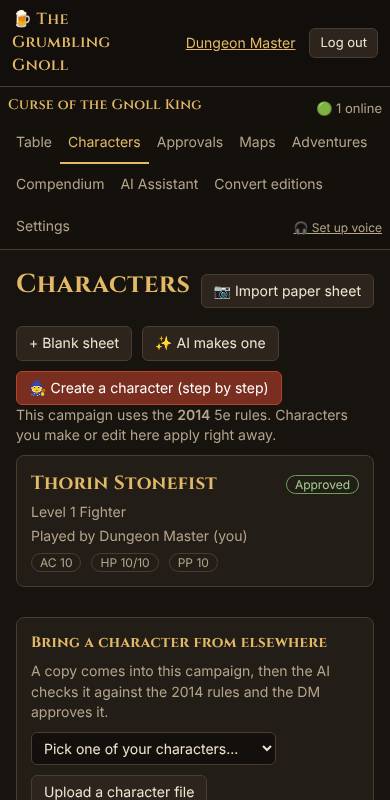 🍺 The
Grumbling
Gnoll
Dungeon Master
Log out
Curse of the Gnoll King
🟢 1 online
Table
Characters
Approvals
Maps
Adventures
Compendium
AI Assistant
Convert editions
Settings
🎧 Set up voice
Characters
📷 Import paper sheet
+ Blank sheet
✨ AI makes one
🧙 Create a character (step by step)
This campaign uses the 2014 5e rules. Characters
you make or edit here apply right away.
Thorin Stonefist
Approved
Level 1 Fighter
Played by Dungeon Master (you)
AC 10
HP 10/10
PP 10
Bring a character from elsewhere
A copy comes into this campaign, then the AI
checks it against the 2014 rules and the DM
approves it.
Pick one of your characters...
Upload a character file